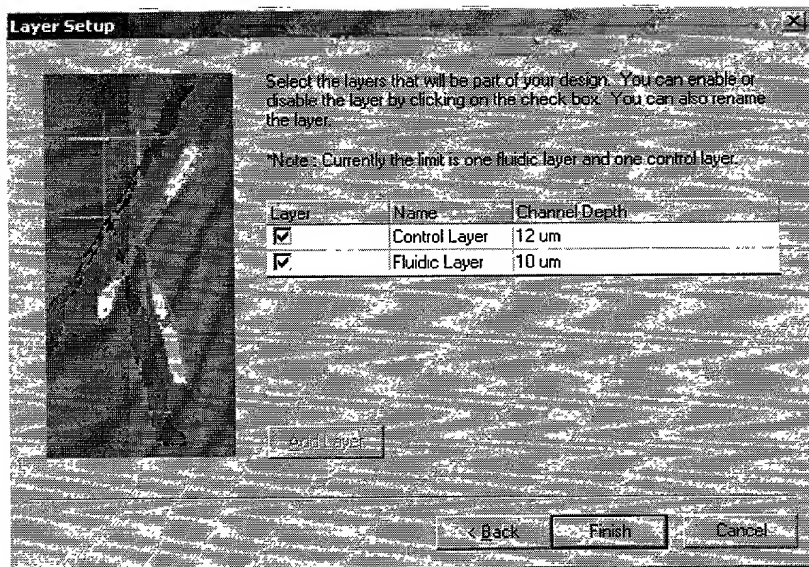 Layer Setup
Select the layers that will be part of your design. You can enable or
disable the layer by clicking on the check box. You can also rename
the layer.
*Note : Currently the limit is one fluidic layer and one control layer.
Layer Name Channel Depth
Control Layer 12 um
Fluidic Layer 10 um
Add Layer
< Back Finish Cancel